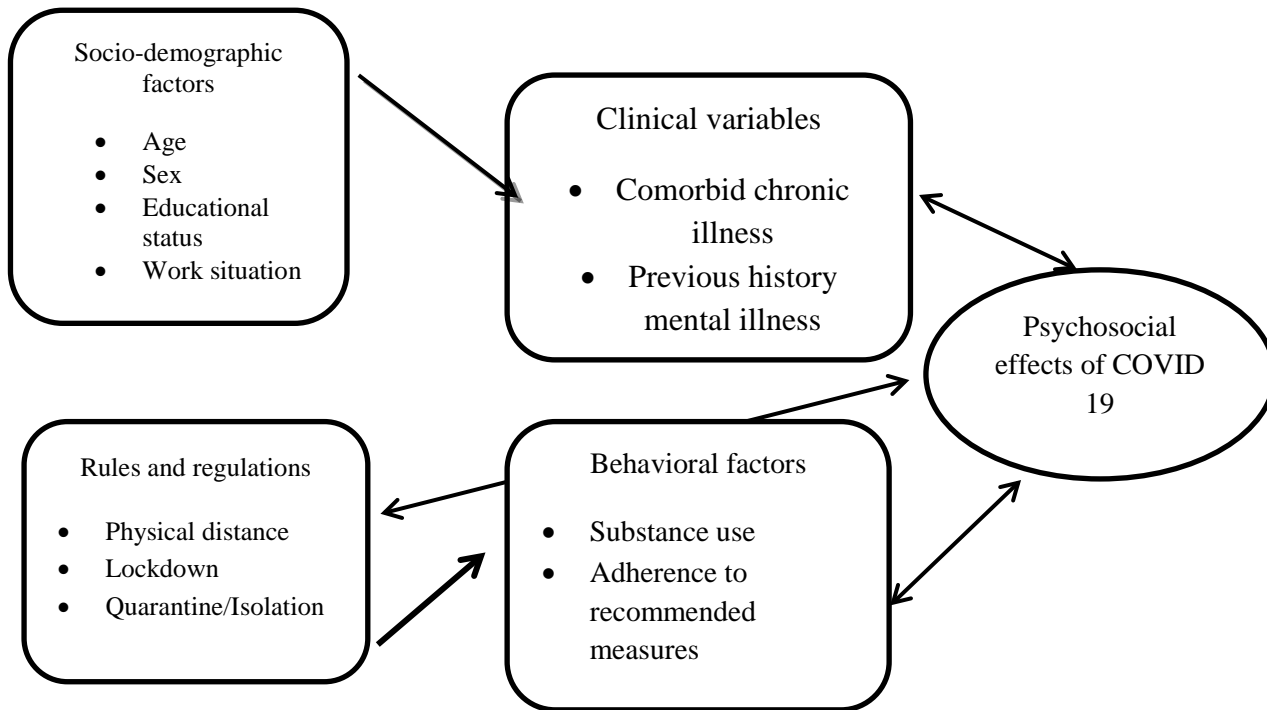 Socio-demographic
factors
• Age
• Sex
• Educational
status
• Work situation
Clinical variables
• Comorbid chronic
illness
• Previous history
mental illness
Psychosocial
effects of COVID
19
Rules and regulations
• Physical distance
• Lockdown
• Quarantine/Isolation
Behavioral factors
• Substance use
• Adherence to
recommended
measures